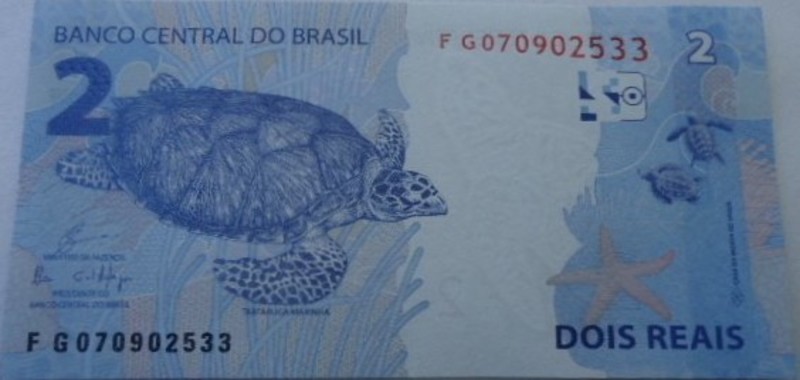 BANCO CENTRAL DO BRASIL
F G070902533
2
2
MINISTRO DA FAZENDA
PRESIDENTE DO
BANCO CENTRAL DO BRASIL
TARTARUGA MARINHA
F G070902533
DOIS REAIS